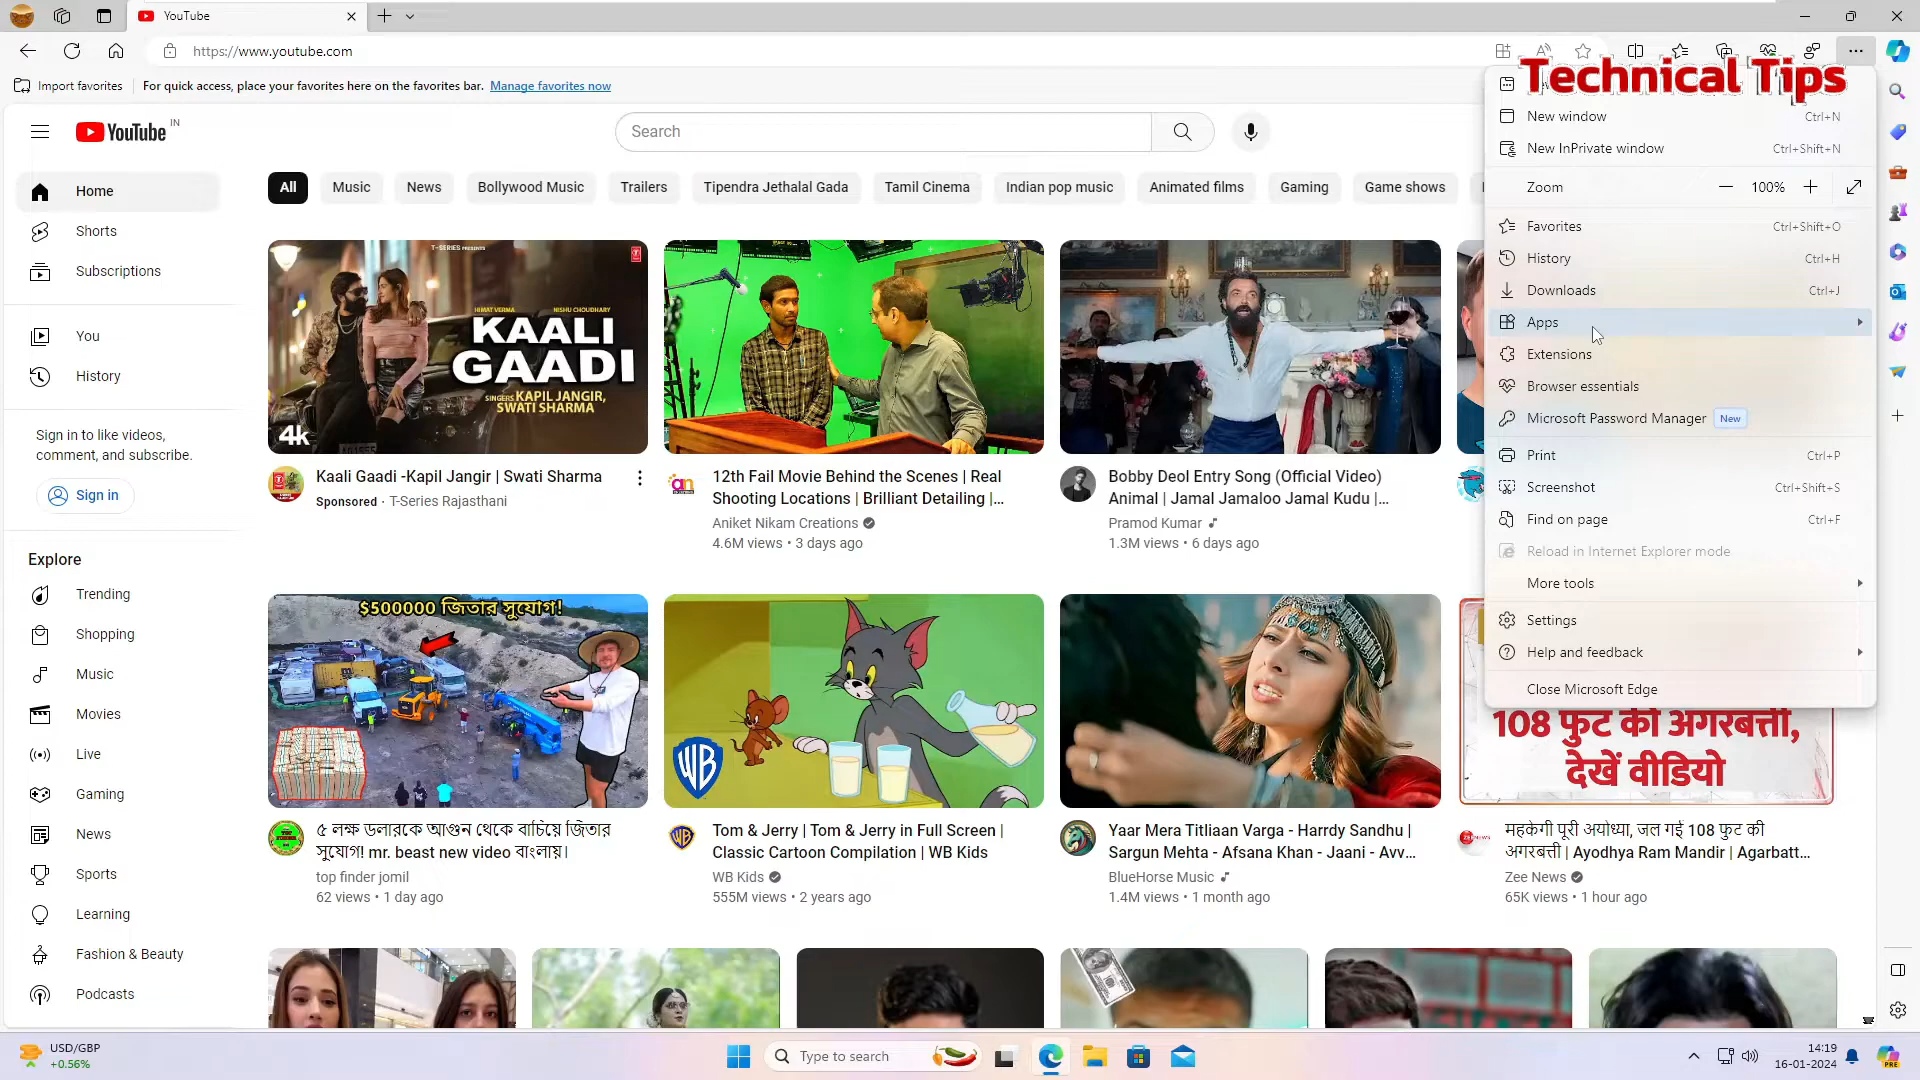 YouTube
https://www.youtube.com
Import favorites
For quick access, place your favorites here on the favorites bar. Manage favorites now
Technical Tips
New window Ctrl+N
New InPrivate window Ctrl+Shift+N
Zoom 100%
Favorites Ctrl+Shift+O
History Ctrl+H
Downloads Ctrl+J
Apps
Extensions
Browser essentials
Microsoft Password Manager New
Print Ctrl+P
Screenshot Ctrl+Shift+S
Find on page Ctrl+F
Reload in Internet Explorer mode
More tools
Settings
Help and feedback
Close Microsoft Edge
YouTube IN
Search
Home
Shorts
Subscriptions
You
History
Sign in to like videos,
comment, and subscribe.
Sign in
Explore
Trending
Shopping
Music
Movies
Live
Gaming
News
Sports
Learning
Fashion & Beauty
Podcasts
All Music News Bollywood Music Trailers Tipendra Jethalal Gada Tamil Cinema Indian pop music Animated films Gaming Game shows
T-SERIES PRESENTS
HIMAT VERMA NISHU CHOUDHARY
KAALI
GAADI
SINGERS KAPIL JANGIR,
SWATI SHARMA
4k
Kaali Gaadi -Kapil Jangir | Swati Sharma
Sponsored · T-Series Rajasthani
an
12th Fail Movie Behind the Scenes | Real
Shooting Locations | Brilliant Detailing |...
Aniket Nikam Creations
4.6M views • 3 days ago
Bobby Deol Entry Song (Official Video)
Animal | Jamal Jamaloo Jamal Kudu |...
Pramod Kumar
1.3M views • 6 days ago
$500000 জিতার সুযোগ!
৫ লক্ষ ডলারকে আগুন থেকে বাচিয়ে জিতার
সুযোগ! mr. beast new video বাংলায়।
top finder jomil
62 views • 1 day ago
WB
Tom & Jerry | Tom & Jerry in Full Screen |
Classic Cartoon Compilation | WB Kids
WB Kids
555M views • 2 years ago
Yaar Mera Titliaan Varga - Harrdy Sandhu |
Sargun Mehta - Afsana Khan - Jaani - Avv...
BlueHorse Music
1.4M views • 1 month ago
108 फुट की अगरबत्ती,
देखें वीडियो
महकेगी पूरी अयोध्या, जल गई 108 फुट की
अगरबत्ती | Ayodhya Ram Mandir | Agarbatt...
Zee News
65K views • 1 hour ago
USD/GBP
+0.56%
Type to search
14:19
16-01-2024
PRE